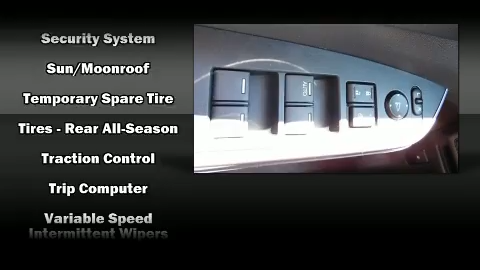 Security System
Sun/Moonroof
Temporary Spare Tire
Tires - Rear All-Season
Traction Control
Trip Computer
Variable Speed
Intermittent Wipers
AUTO